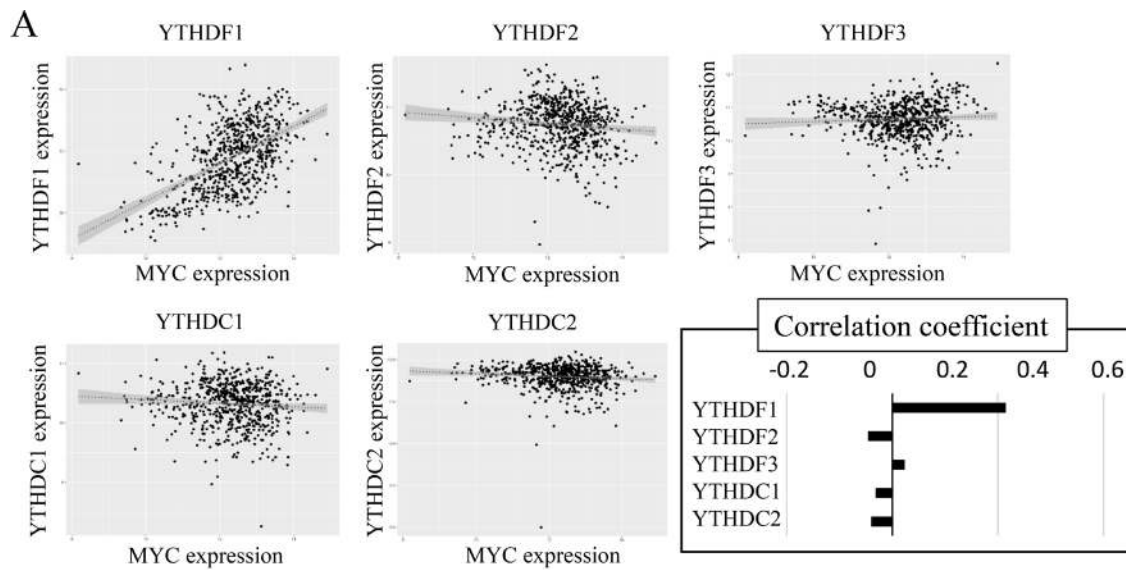 A
YTHDF1
YTHDF2
YTHDF3
YTHDF1 expression
YTHDF2 expression
YTHDF3 expression
MYC expression
MYC expression
MYC expression
YTHDC1
YTHDC2
YTHDC1 expression
YTHDC2 expression
MYC expression
MYC expression
Correlation coefficient
-0.2 0 0.2 0.4 0.6
YTHDF1
YTHDF2
YTHDF3
YTHDC1
YTHDC2